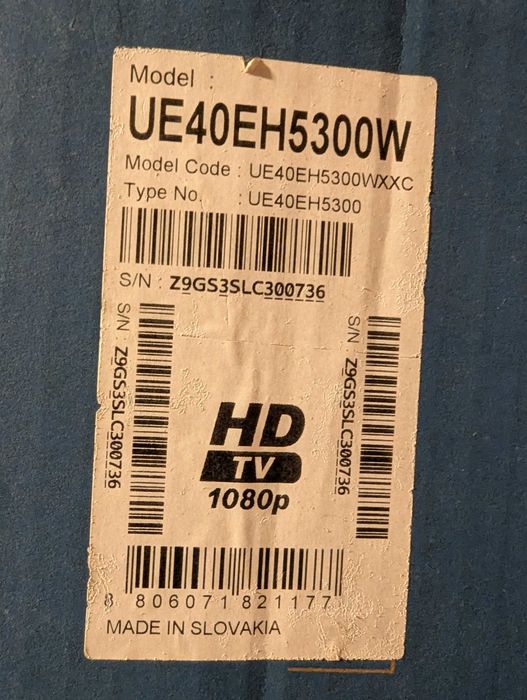 Model :
UE40EH5300W
Model Code : UE40EH5300WXXC
Type No. : UE40EH5300
S/N : Z9GS3SLC300736
S/N : Z9GS3SLC300736
S/N : Z9GS3SLC300736
HD
TV
1080p
8 806071 821177
MADE IN SLOVAKIA